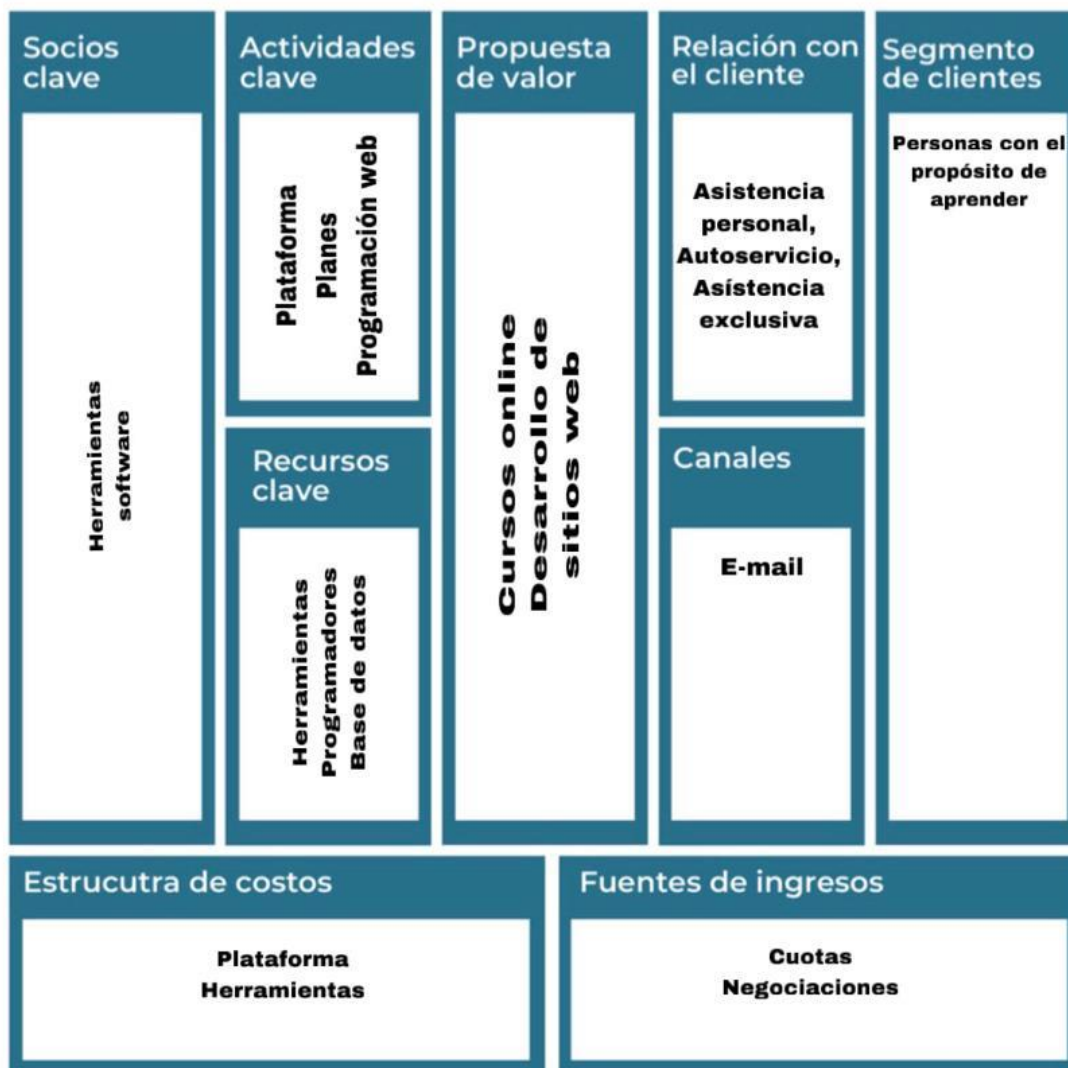 Socios
clave
Herramientas
software
Actividades
clave
Plataforma
Planes
Programación web
Recursos
clave
Herramientas
Programadores
Base de datos
Propuesta
de valor
Cursos online
Desarrollo de
sitios web
Relación con
el cliente
Asistencia
personal,
Autoservicio,
Asístencia
exclusiva
Canales
E-mail
Segmento
de clientes
Personas con el
propósito de
aprender
Estrucutra de costos
Plataforma
Herramientas
Fuentes de ingresos
Cuotas
Negociaciones